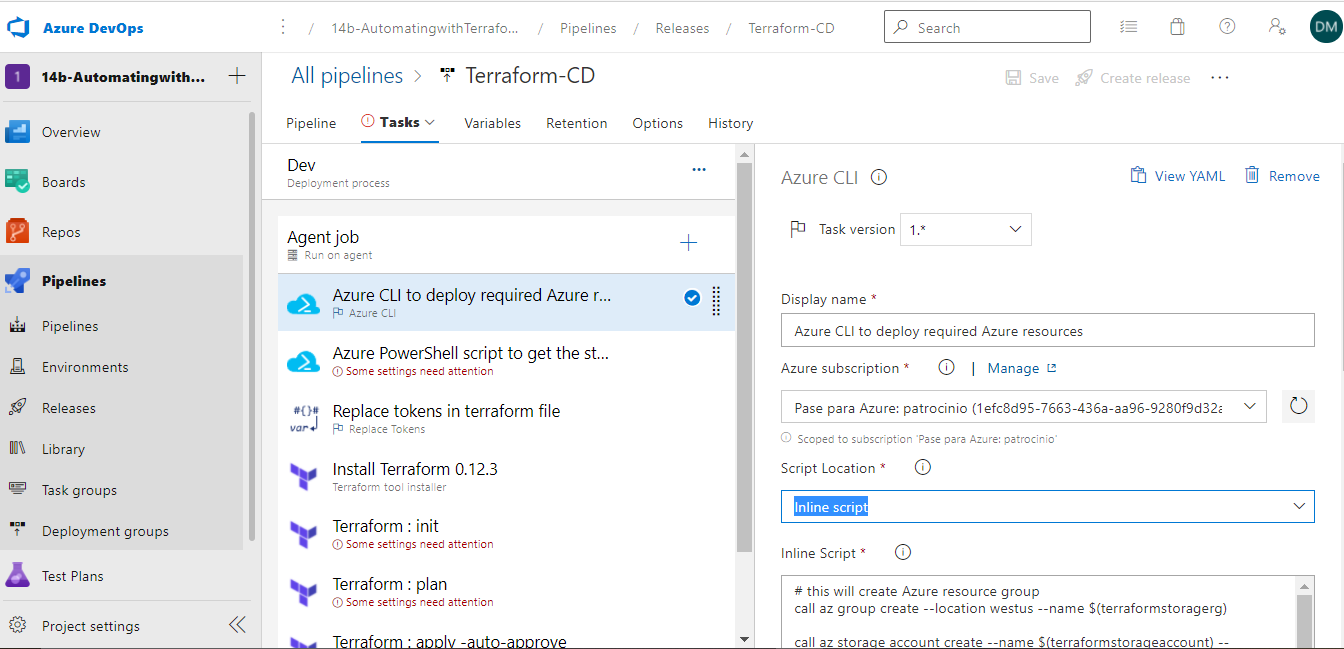 Azure DevOps
/ 14b-AutomatingwithTerrafo... / Pipelines / Releases / Terraform-CD
Search
DM
1 14b-Automatingwith...
All pipelines > Terraform-CD
Save
Create release
Pipeline
Tasks
Variables
Retention
Options
History
Overview
Boards
Repos
Pipelines
Pipelines
Environments
Releases
Library
Task groups
Deployment groups
Test Plans
Project settings
Dev
Deployment process
Agent job
Run on agent
Azure CLI to deploy required Azure r...
Azure CLI
Azure PowerShell script to get the st...
Some settings need attention
#{}#
var
Replace tokens in terraform file
Replace Tokens
Install Terraform 0.12.3
Terraform tool installer
Terraform : init
Some settings need attention
Terraform : plan
Some settings need attention
Terraform : apply -auto-approve
Azure CLI
View YAML
Remove
Task version 1.*
Display name *
Azure CLI to deploy required Azure resources
Azure subscription * | Manage
Pase para Azure: patrocinio (1efc8d95-7663-436a-aa96-9280f9d32a
Scoped to subscription 'Pase para Azure: patrocinio'
Script Location *
Inline script
Inline Script *
# this will create Azure resource group
call az group create --location westus --name $(terraformstoragerg)
call az storage account create --name $(terraformstorageaccount) --